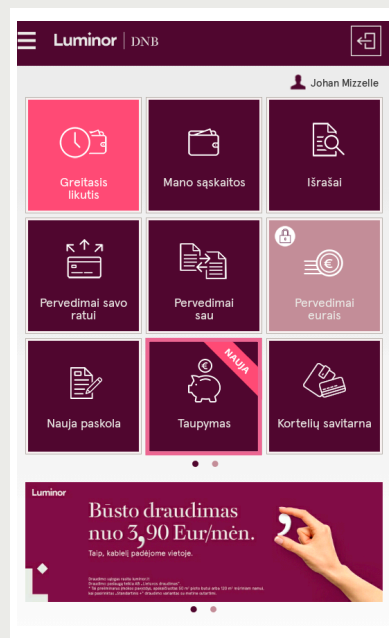 Luminor | DNB
Johan Mizzelle
Greitasis
likutis
Mano sąskaitos
Išrašai
Pervedimai savo
ratui
Pervedimai
sau
Pervedimai
eurais
Nauja paskola
NAUJA
Taupymas
Kortelių savitarna
Luminor
Būsto draudimas
nuo 3,90 Eur/mėn.
Taip, kablelį padėjome vietoje.